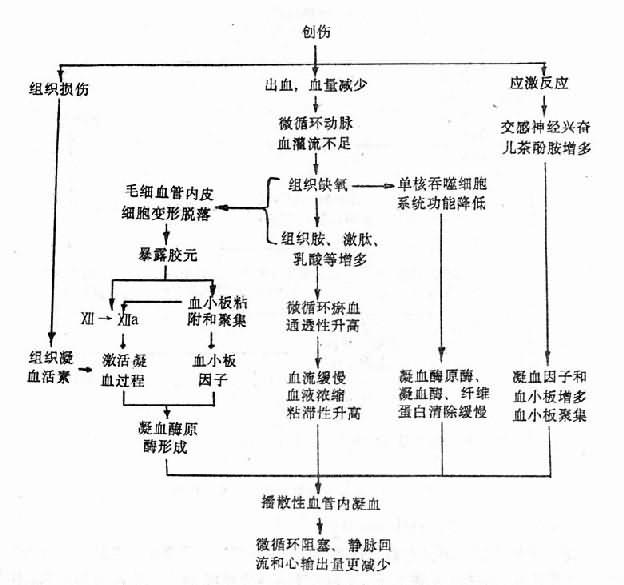 创伤
组织损伤
出血，血量减少
应激反应
微循环动脉
血灌流不足
交感神经兴奋
儿茶酚胺增多
毛细血管内皮
细胞变形脱落
组织缺氧
单核吞噬细胞
系统功能降低
组织胺、激肽、
乳酸等增多
暴露胶元
XII→XIIa
血小板粘
附和聚集
微循环瘀血
通透性升高
组织凝
血活素
激活凝
血过程
血小板
因子
血流缓慢
血液浓缩
粘滞性升高
凝血酶原酶、
凝血酶、纤维
蛋白清除缓慢
凝血因子和
血小板增多
血小板聚集
凝血酶原
酶形成
播散性血管内凝血
微循环阻塞、静脉回
流和心输出量更减少